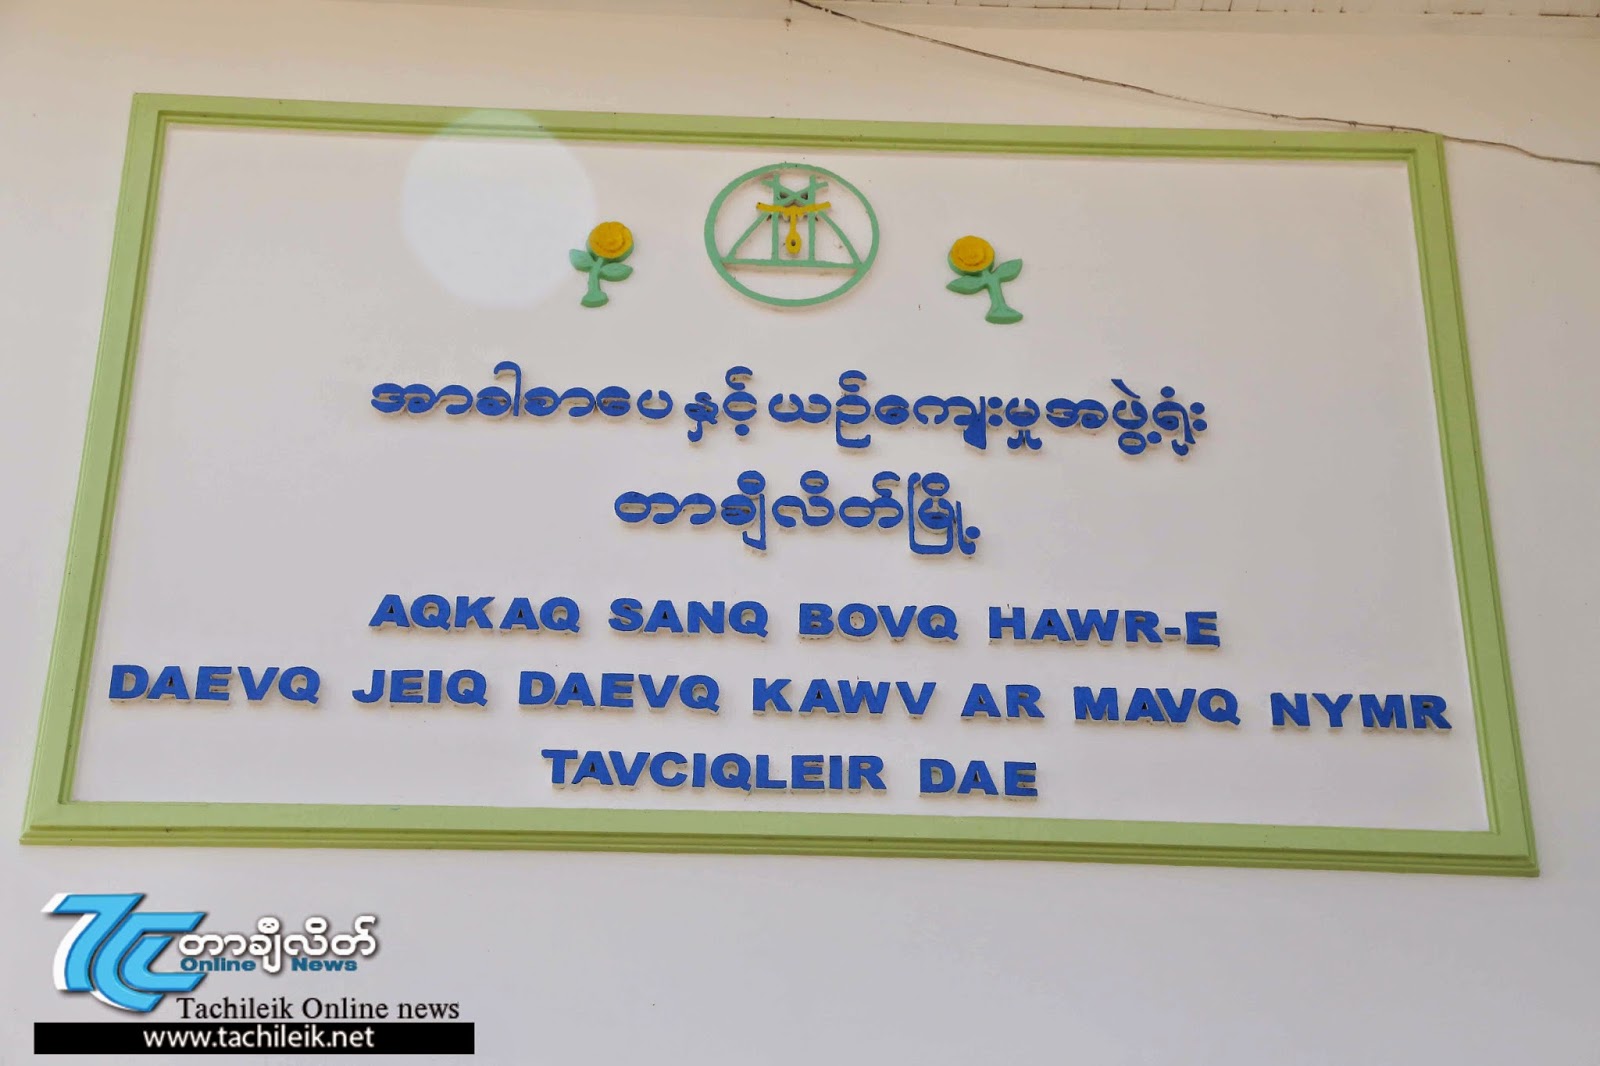 အာခါစာပေနှင့်ယဉ်ကျေးမှုအဖွဲ့ရုံး
တာချီလိတ်မြို့
AQKAQ SANQ BOVQ HAWR-E
DAEVQ JEIQ DAEVQ KAWV AR MAVQ NYMR
TAVCIQLEIR DAE
TCL တာချီလိတ်
Online News
Tachileik Online news
www.tachileik.net